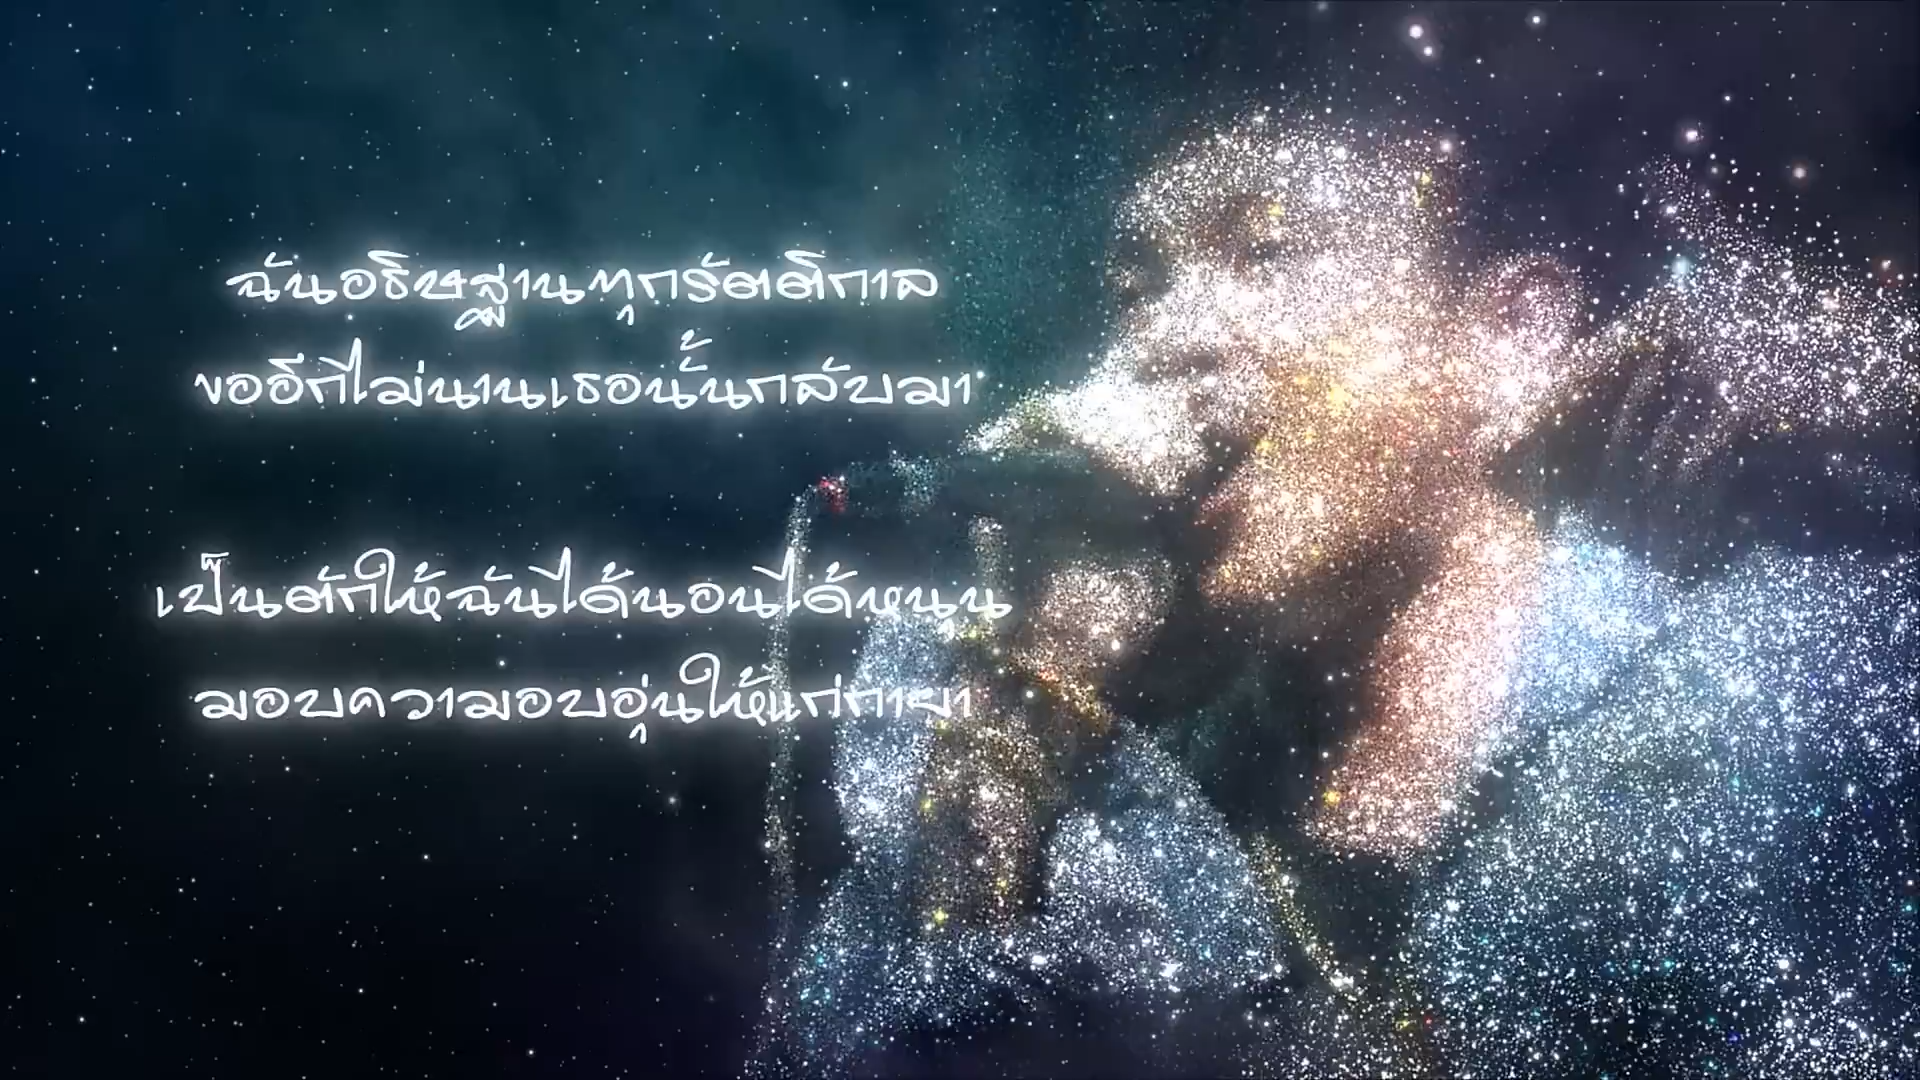 ฉันอธิษฐานทุกรัตติกาล
ขออีกไม่นานเธอนั้นกลับมา
เป็นตักให้ฉันได้นอนได้หนุน
มอบความอบอุ่นให้แก่กายา